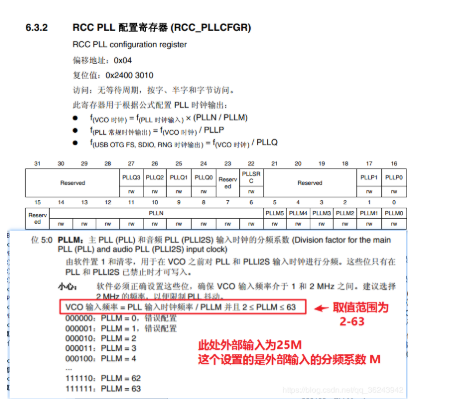 6.3.2 RCC PLL 配置寄存器 (RCC_PLLCFGR)
RCC PLL configuration register
偏移地址：0x04
复位值：0x2400 3010
访问：无等待周期，按字、半字和字节访问。
此寄存器用于根据公式配置 PLL 时钟输出：
● f(VCO 时钟) = f(PLL 时钟输入) × (PLLN / PLLM)
● f(PLL 常规时钟输出) = f(VCO 时钟) / PLLP
● f(USB OTG FS, SDIO, RNG 时钟输出) = f(VCO 时钟) / PLLQ
31 30 29 28 27 26 25 24 23 22 21 20 19 18 17 16
Reserved PLLQ3 PLLQ2 PLLQ1 PLLQ0 Reserved PLLSRC Reserved PLLP1 PLLP0
rw rw rw rw rw rw rw
15 14 13 12 11 10 9 8 7 6 5 4 3 2 1 0
Reserved PLLN PLLM5 PLLM4 PLLM3 PLLM2 PLLM1 PLLM0
rw rw rw rw rw rw rw rw rw rw rw rw rw rw rw
位 5:0 PLLM：主 PLL (PLL) 和音频 PLL (PLLI2S) 输入时钟的分频系数 (Division factor for the main
PLL (PLL) and audio PLL (PLLI2S) input clock)
由软件置 1 和清零，用于在 VCO 之前对 PLL 和 PLLI2S 输入时钟进行分频。这些位只有在
PLL 和 PLLI2S 已禁止时才可写入。
小心： 软件必须正确设置这些位，确保 VCO 输入频率介于 1 和 2 MHz 之间。建议选择
2 MHz 的频率，以便限制 PLL 抖动。
VCO 输入频率 = PLL 输入时钟频率 / PLLM 并且 2 ≤ PLLM ≤ 63
取值范围为
2-63
000000：PLLM = 0，错误配置
000001：PLLM = 1，错误配置
000010：PLLM = 2
000011：PLLM = 3
000100：PLLM = 4
...
111110：PLLM = 62
111111：PLLM = 63
此处外部输入为25M
这个设置的是外部输入的分频系数 M